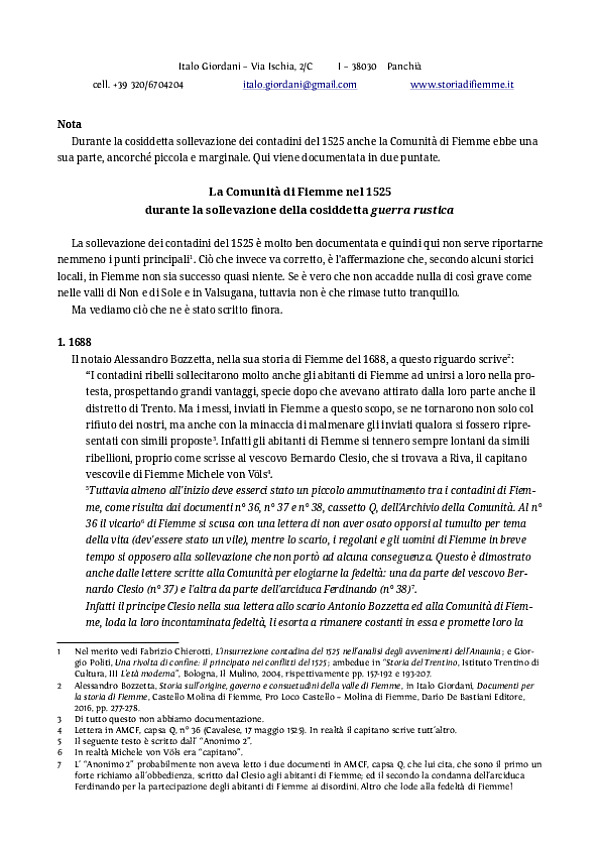 Italo Giordani – Via Ischia, 2/C I – 38030 Panchià
cell. +39 320/6704204 italo.giordani@gmail.com www.storiadifiemme.it
Nota
Durante la cosiddetta sollevazione dei contadini del 1525 anche la Comunità di Fiemme ebbe una
sua parte, ancorché piccola e marginale. Qui viene documentata in due puntate.
La Comunità di Fiemme nel 1525
durante la sollevazione della cosiddetta guerra rustica
La sollevazione dei contadini del 1525 è molto ben documentata e quindi qui non serve riportarne
nemmeno i punti principali¹. Ciò che invece va corretto, è l'affermazione che, secondo alcuni storici
locali, in Fiemme non sia successo quasi niente. Se è vero che non accadde nulla di così grave come
nelle valli di Non e di Sole e in Valsugana, tuttavia non è che rimase tutto tranquillo.
Ma vediamo ciò che ne è stato scritto finora.
1. 1688
Il notaio Alessandro Bozzetta, nella sua storia di Fiemme del 1688, a questo riguardo scrive²:
“I contadini ribelli sollecitarono molto anche gli abitanti di Fiemme ad unirsi a loro nella pro-
testa, prospettando grandi vantaggi, specie dopo che avevano attirato dalla loro parte anche il
distretto di Trento. Ma i messi, inviati in Fiemme a questo scopo, se ne tornarono non solo col
rifiuto dei nostri, ma anche con la minaccia di malmenare gli inviati qualora si fossero ripre-
sentati con simili proposte³. Infatti gli abitanti di Fiemme si tennero sempre lontani da simili
ribellioni, proprio come scrisse al vescovo Bernardo Clesio, che si trovava a Riva, il capitano
vescovile di Fiemme Michele von Völs⁴.
⁵Tuttavia almeno all'inizio deve esserci stato un piccolo ammutinamento tra i contadini di Fiem-
me, come risulta dai documenti n° 36, n° 37 e n° 38, cassetto Q, dell'Archivio della Comunità. Al n°
36 il vicario⁶ di Fiemme si scusa con una lettera di non aver osato opporsi al tumulto per tema
della vita (dev'essere stato un vile), mentre lo scario, i regolani e gli uomini di Fiemme in breve
tempo si opposero alla sollevazione che non portò ad alcuna conseguenza. Questo è dimostrato
anche dalle lettere scritte alla Comunità per elogiarne la fedeltà: una da parte del vescovo Ber-
nardo Clesio (n° 37) e l'altra da parte dell'arciduca Ferdinando (n° 38)⁷.
Infatti il principe Clesio nella sua lettera allo scario Antonio Bozzetta ed alla Comunità di Fiem-
me, loda la loro incontaminata fedeltà, li esorta a rimanere costanti in essa e promette loro la
1 Nel merito vedi Fabrizio Chierotti, L'insurrezione contadina del 1525 nell'analisi degli avvenimenti dell'Anaunia; e Gior-
gio Politi, Una rivolta di confine: il principato nei conflitti del 1525; ambedue in “Storia del Trentino, Istituto Trentino di
Cultura, III L'età moderna”, Bologna, Il Mulino, 2004, rispettivamente pp. 157-192 e 193-207.
2 Alessandro Bozzetta, Storia sull'origine, governo e consuetudini della valle di Fiemme, in Italo Giordani, Documenti per
la storia di Fiemme, Castello Molina di Fiemme, Pro Loco Castello – Molina di Fiemme, Dario De Bastiani Editore,
2016, pp. 277-278.
3 Di tutto questo non abbiamo documentazione.
4 Lettera in AMCF, capsa Q, n° 36 (Cavalese, 17 maggio 1525). In realtà il capitano scrive tutt'altro.
5 Il seguente testo è scritto dall' “Anonimo 2”.
6 In realtà Michele von Völs era “capitano”.
7 L' “Anonimo 2” probabilmente non aveva letto i due documenti in AMCF, capsa Q, che lui cita, che sono il primo un
forte richiamo all'obbedienza, scritto dal Clesio agli abitanti di Fiemme; ed il secondo la condanna dell'arciduca
Ferdinando per la partecipazione degli abitanti di Fiemme ai disordini. Altro che lode alla fedeltà di Fiemme!